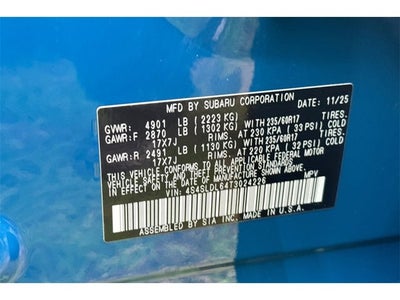 MFD BY SUBARU CORPORATION DATE: 11/25
GVWR: 4901 LB (2223 KG)
GAWR:F 2870 LB (1302 KG) WITH 235/60R17 TIRES.
17X7J RIMS. AT 230 KPA (33 PSI) COLD
GAWR:R 2491 LB (1130 KG) WITH 235/60R17 TIRES.
17X7J RIMS. AT 220 KPA (32 PSI) COLD
THIS VEHICLE CONFORMS TO ALL APPLICABLE FEDERAL MOTOR
VEHICLE SAFETY STANDARDS IN EFFECT ON THE DATE OF
MANUFACTURE SHOWN ABOVE.
VIN: 4S4SLDL64T3024226 MPV
ASSEMBLED BY SIA INC. MADE IN U.S.A.